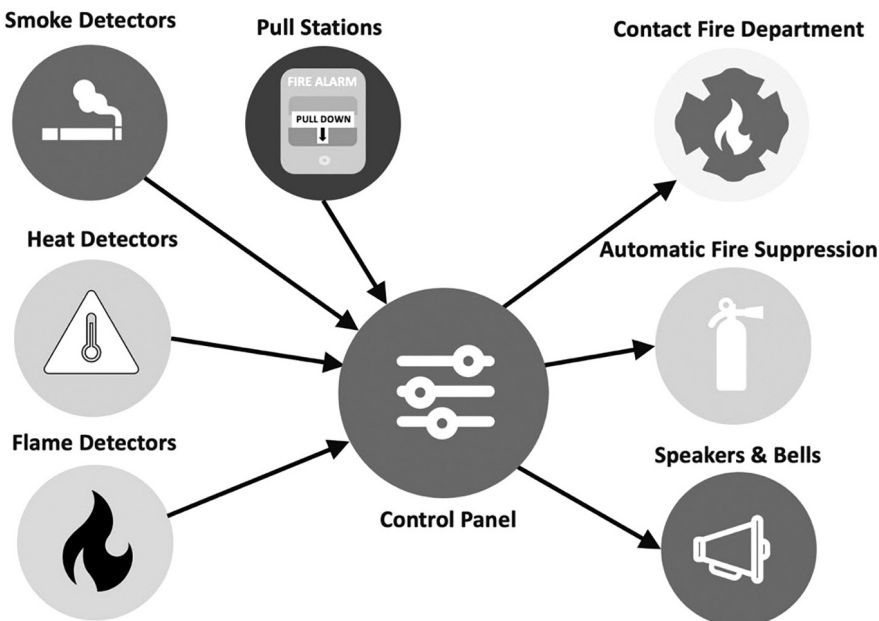 Smoke Detectors
Pull Stations
Contact Fire Department
FIRE ALARM
PULL DOWN
Heat Detectors
Automatic Fire Suppression
Flame Detectors
Speakers & Bells
Control Panel